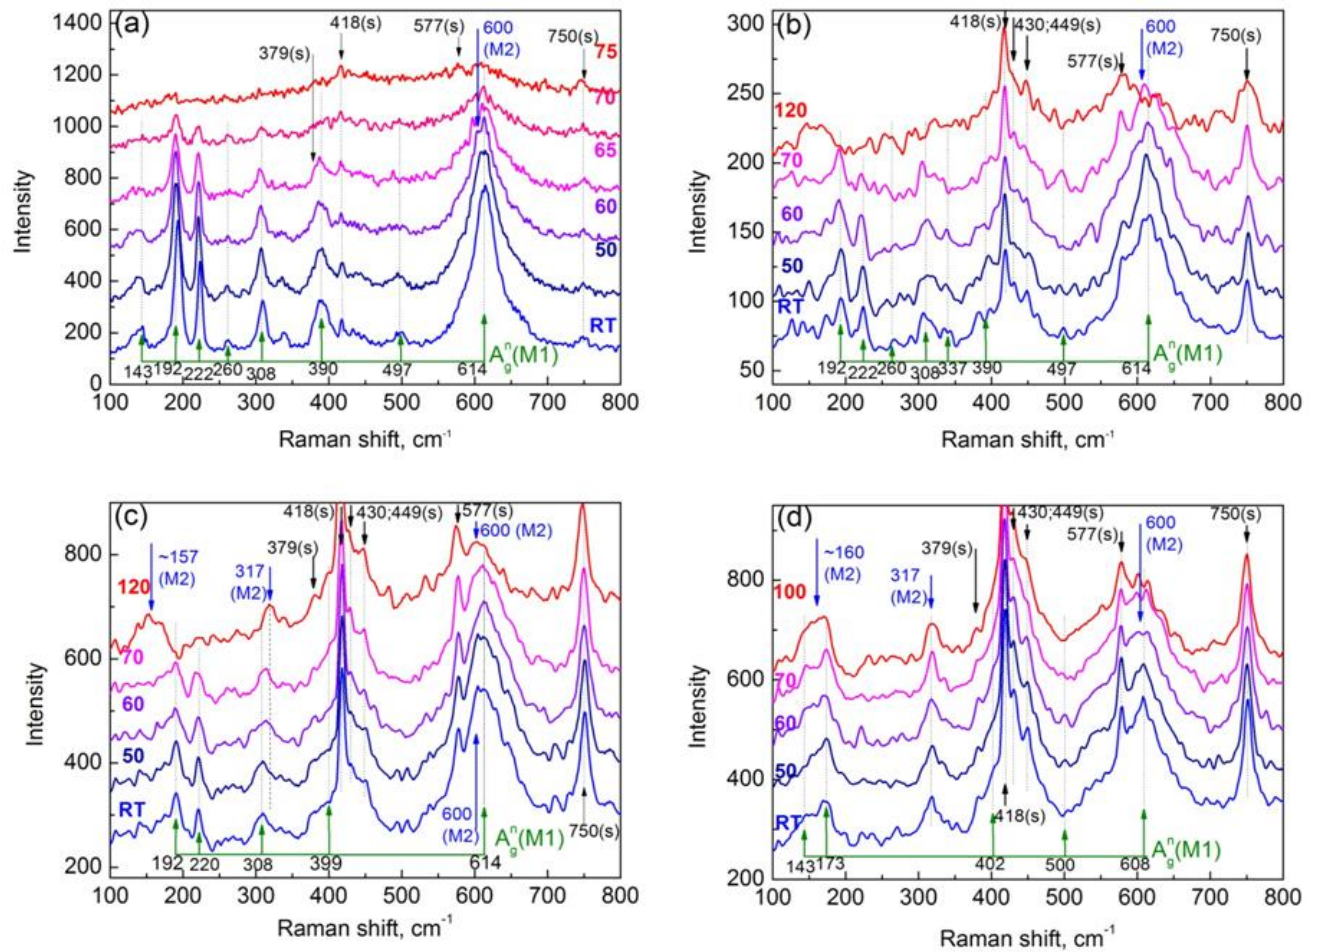 (a)
418(s)
577(s)
600
(M2)
750(s)
379(s)
75
70
65
60
50
RT
1400
1200
1000
800
600
400
200
0
Intensity
143 192 222 260 308 390 497 614
A_g^n(M1)
100 200 300 400 500 600 700 800
Raman shift, cm⁻¹
(b)
418(s) 430;449(s)
577(s)
600
(M2)
750(s)
120
70
60
50
RT
300
250
200
150
100
50
Intensity
192 222 260 308 337 390 497 614
A_g^n(M1)
100 200 300 400 500 600 700 800
Raman shift, cm⁻¹
(c)
418(s) 430;449(s) 577(s)
600 (M2)
379(s)
~157
(M2)
317
(M2)
120
70
60
50
RT
800
600
400
200
Intensity
600
(M2)
750(s)
192 220 308 399 614
A_g^n(M1)
100 200 300 400 500 600 700 800
Raman shift, cm⁻¹
(d)
430;449(s)
577(s)
600
(M2)
750(s)
379(s)
~160
(M2)
317
(M2)
100
70
60
50
RT
800
600
400
200
Intensity
418(s)
143 173 402 500 608
A_g^n(M1)
100 200 300 400 500 600 700 800
Raman shift, cm⁻¹